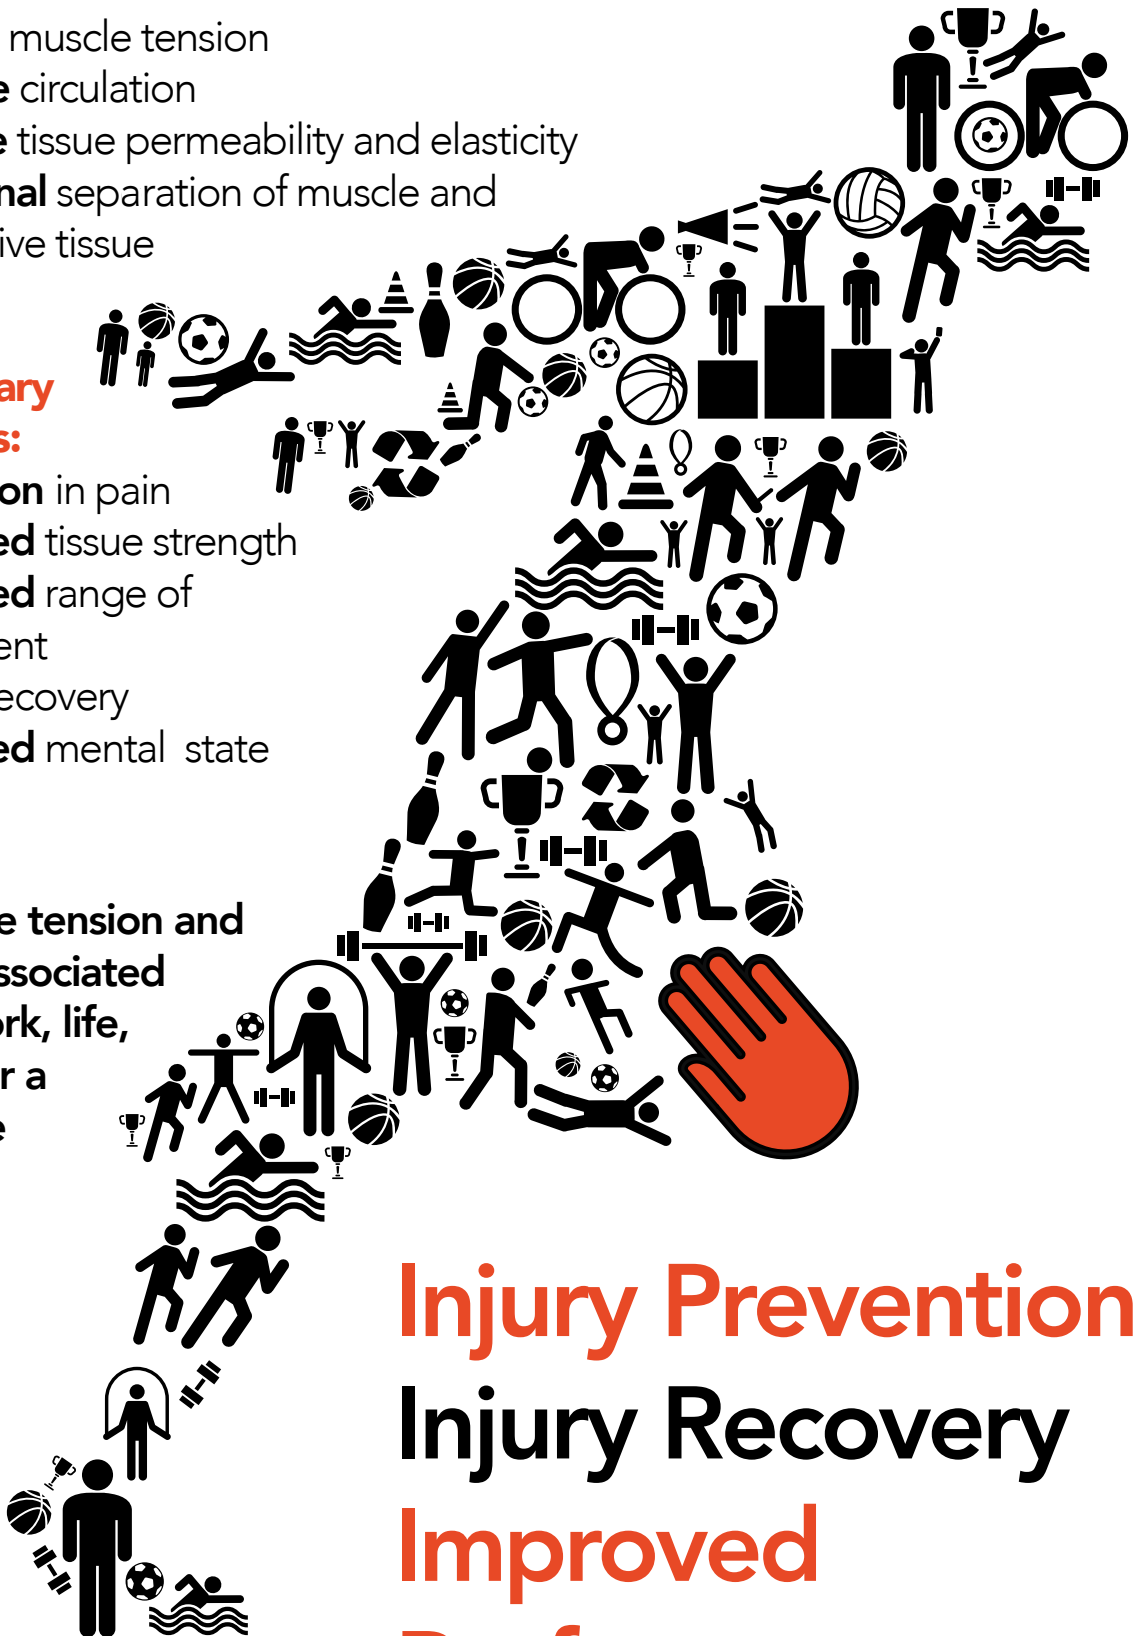 muscle tension
e circulation
e tissue permeability and elasticity
nal separation of muscle and
ive tissue
ary
s:
on in pain
ed tissue strength
ed range of
ent
ecovery
ed mental state
e tension and
ssociated
ork, life,
r a
e
Injury Prevention
Injury Recovery
Improved